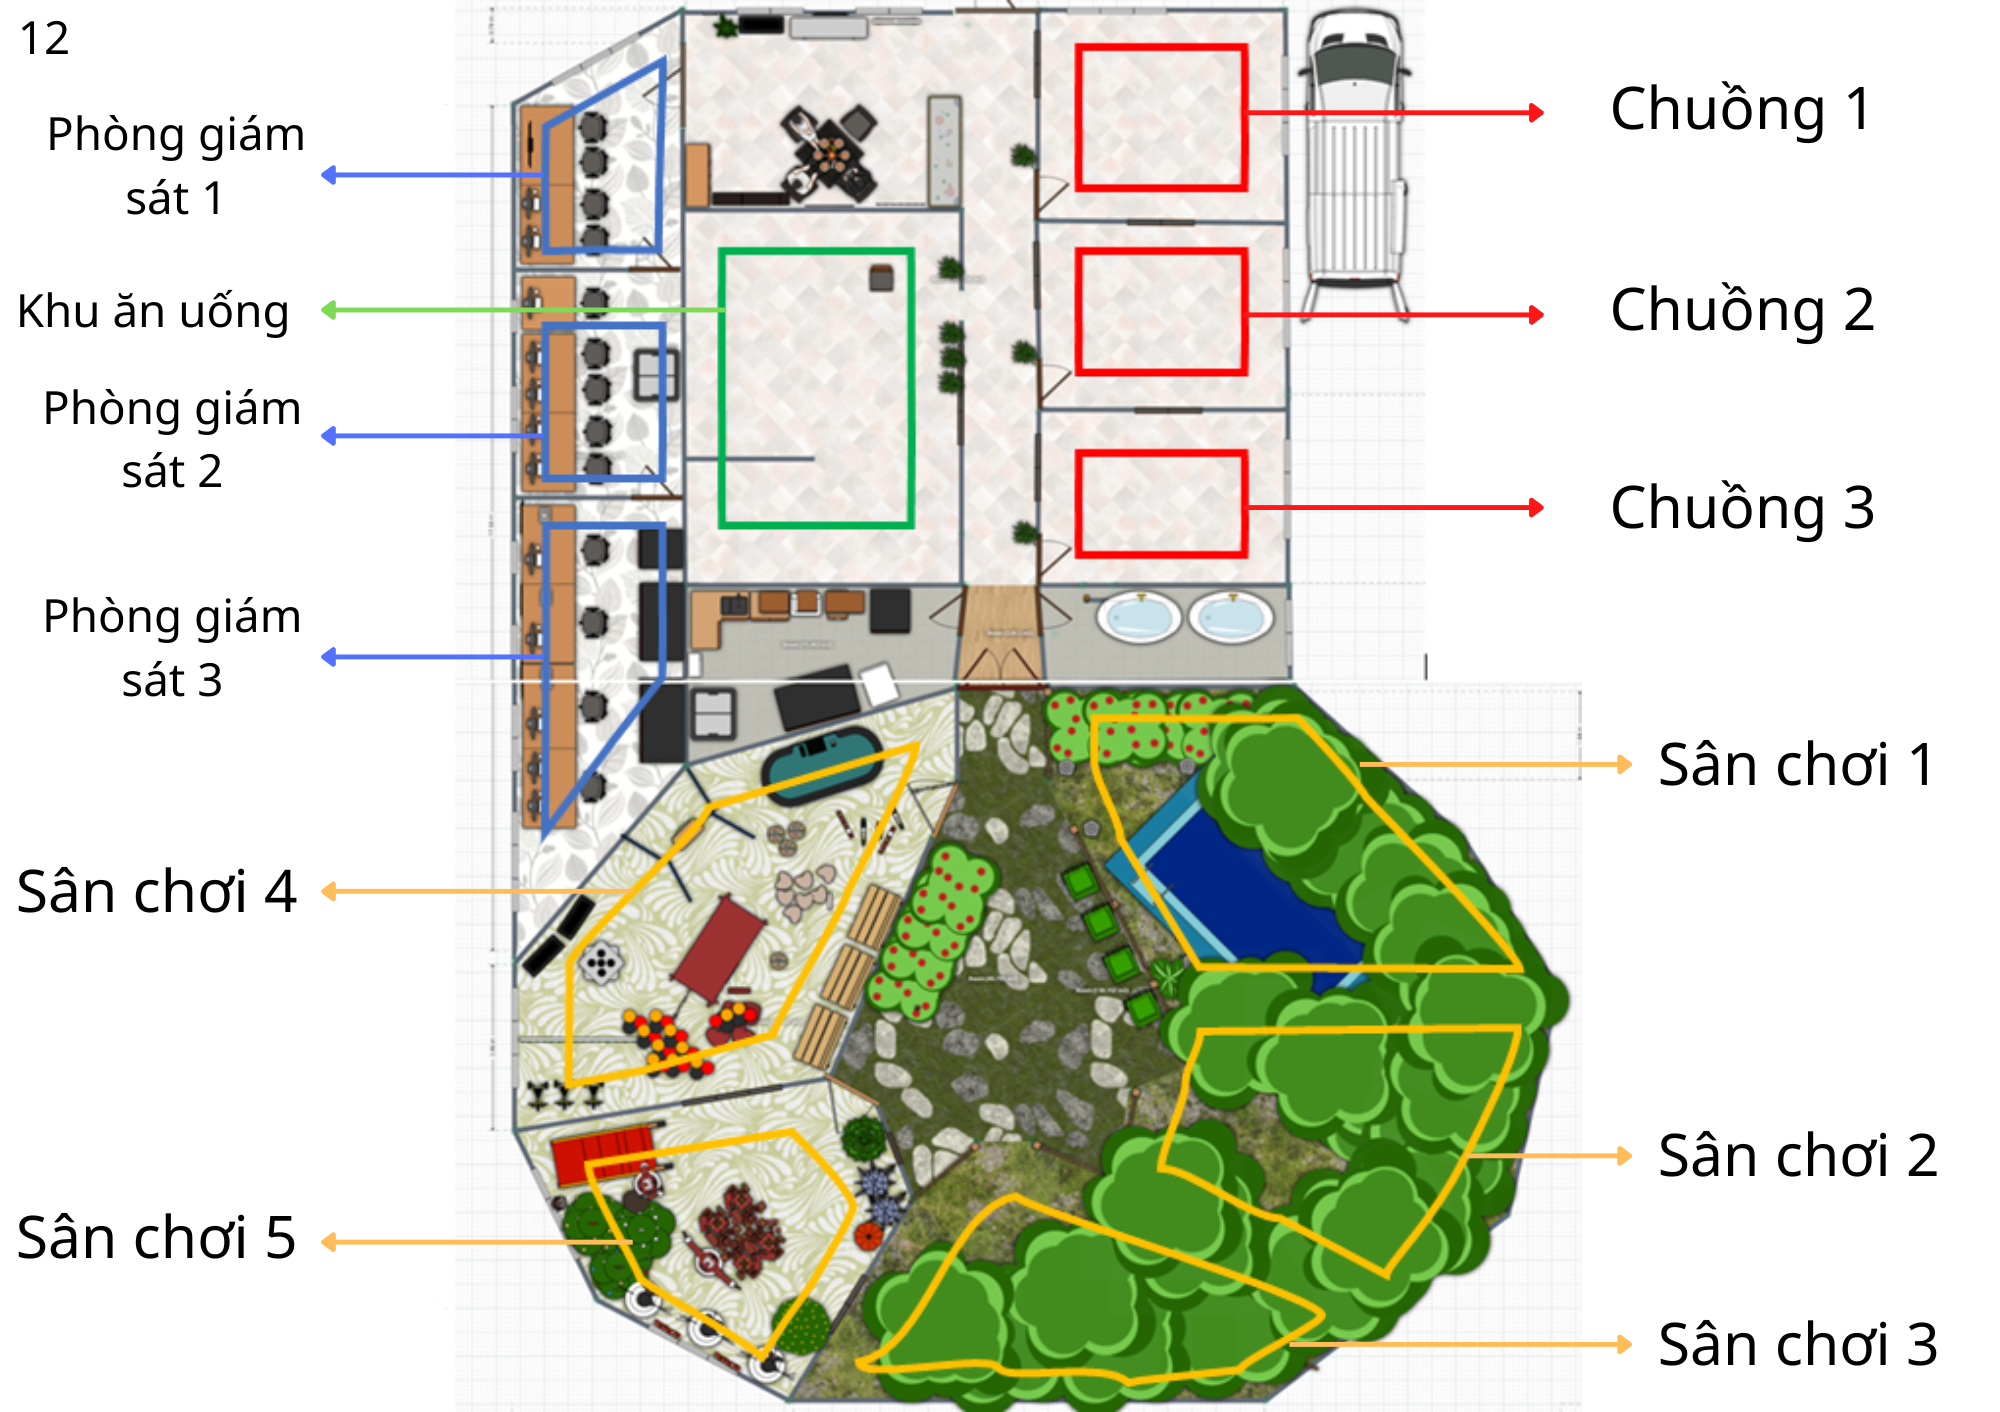 12
Phòng giám
sát 1
Khu ăn uống
Phòng giám
sát 2
Phòng giám
sát 3
Sân chơi 4
Sân chơi 5
Chuồng 1
Chuồng 2
Chuồng 3
Sân chơi 1
Sân chơi 2
Sân chơi 3